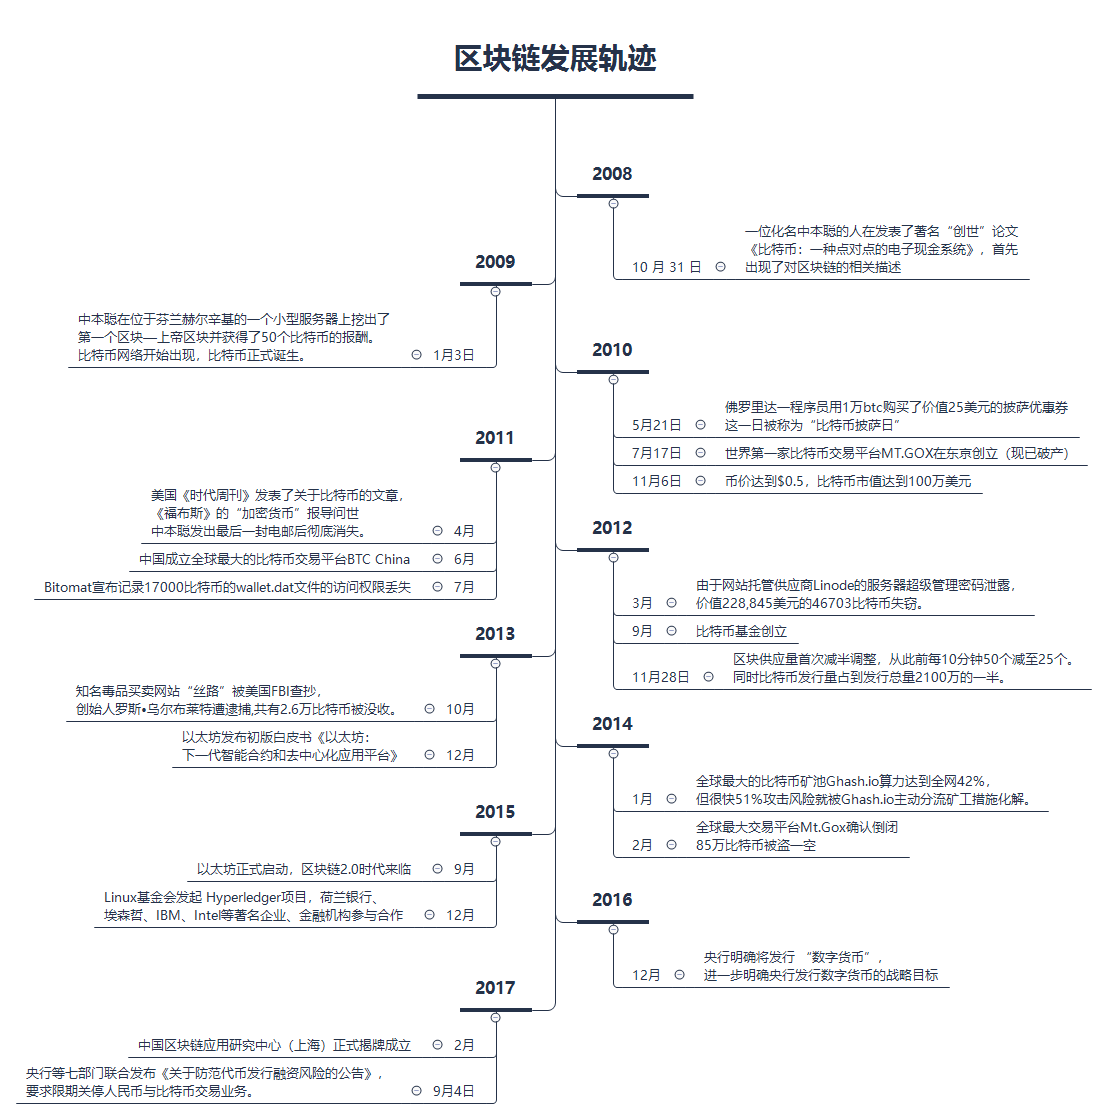 区块链发展轨迹
2008
10 月 31 日
一位化名中本聪的人在发表了著名“创世”论文
《比特币：一种点对点的电子现金系统》，首先
出现了对区块链的相关描述
2009
中本聪在位于芬兰赫尔辛基的一个小型服务器上挖出了
第一个区块—上帝区块并获得了50个比特币的报酬。
比特币网络开始出现，比特币正式诞生。
1月3日
2010
5月21日
佛罗里达一程序员用1万btc购买了价值25美元的披萨优惠券
这一日被称为“比特币披萨日”
7月17日
世界第一家比特币交易平台MT.GOX在东京创立（现已破产）
11月6日
币价达到$0.5，比特币市值达到100万美元
2011
美国《时代周刊》发表了关于比特币的文章，
《福布斯》的“加密货币”报导问世
中本聪发出最后一封电邮后彻底消失。
4月
中国成立全球最大的比特币交易平台BTC China
6月
Bitomat宣布记录17000比特币的wallet.dat文件的访问权限丢失
7月
2012
3月
由于网站托管供应商Linode的服务器超级管理密码泄露，
价值228,845美元的46703比特币失窃。
9月
比特币基金创立
11月28日
区块供应量首次减半调整，从此前每10分钟50个减至25个。
同时比特币发行量占到发行总量2100万的一半。
2013
知名毒品买卖网站“丝路”被美国FBI查抄，
创始人罗斯•乌尔布莱特遭逮捕,共有2.6万比特币被没收。
10月
以太坊发布初版白皮书《以太坊：
下一代智能合约和去中心化应用平台》
12月
2014
1月
全球最大的比特币矿池Ghash.io算力达到全网42%，
但很快51%攻击风险就被Ghash.io主动分流矿工措施化解。
2月
全球最大交易平台Mt.Gox确认倒闭
85万比特币被盗一空
2015
以太坊正式启动，区块链2.0时代来临
9月
Linux基金会发起 Hyperledger项目，荷兰银行、
埃森哲、IBM、Intel等著名企业、金融机构参与合作
12月
2016
12月
央行明确将发行 “数字货币”，
进一步明确央行发行数字货币的战略目标
2017
中国区块链应用研究中心（上海）正式揭牌成立
2月
央行等七部门联合发布《关于防范代币发行融资风险的公告》，
要求限期关停人民币与比特币交易业务。
9月4日